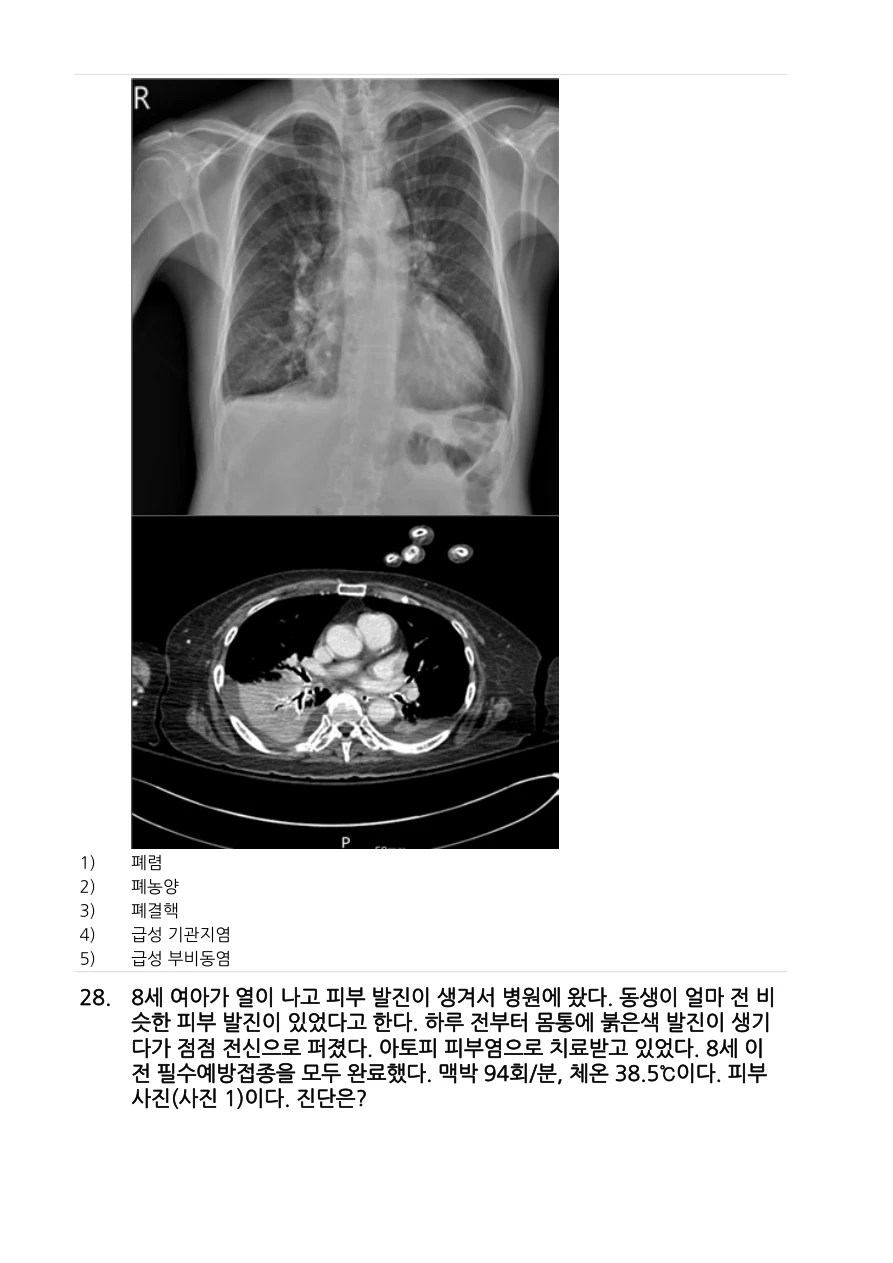 R
P
1) 폐렴
2) 폐농양
3) 폐결핵
4) 급성 기관지염
5) 급성 부비동염
28. 8세 여아가 열이 나고 피부 발진이 생겨서 병원에 왔다. 동생이 얼마 전 비
슷한 피부 발진이 있었다고 한다. 하루 전부터 몸통에 붉은색 발진이 생기
다가 점점 전신으로 퍼졌다. 아토피 피부염으로 치료받고 있었다. 8세 이
전 필수예방접종을 모두 완료했다. 맥박 94회/분, 체온 38.5℃이다. 피부
사진(사진 1)이다. 진단은?